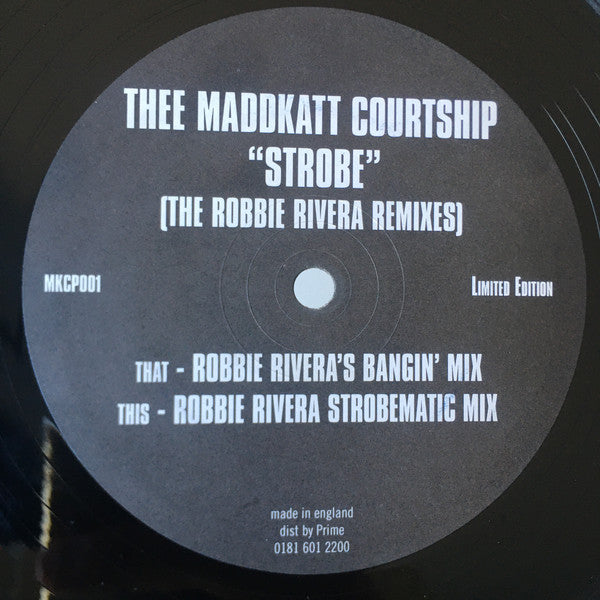 THEE MADDKATT COURTSHIP
“STROBE”
(THE ROBBIE RIVERA REMIXES)
MKCP001
LIMITED EDITION
THAT - ROBBIE RIVERA'S BANGIN' MIX
THIS - ROBBIE RIVERA STROBEMATIC MIX
made in england
dist by Prime
0181 601 2200